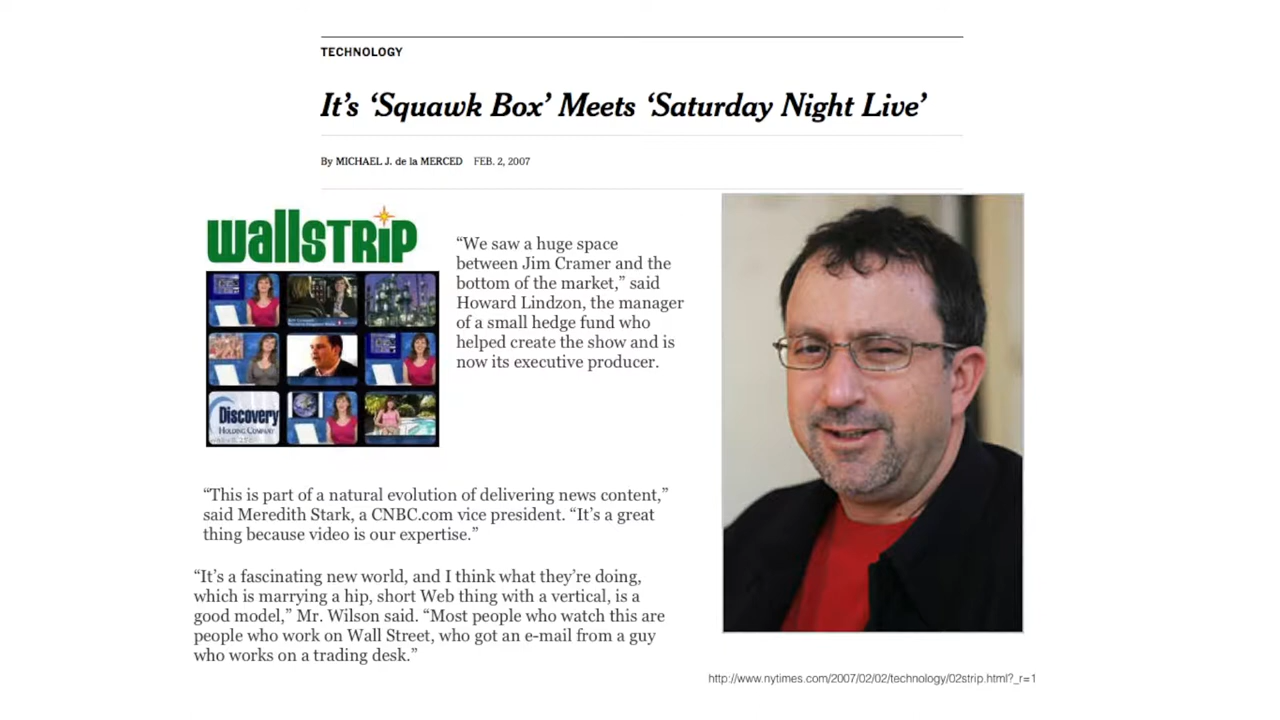 TECHNOLOGY
It's ‘Squawk Box’ Meets ‘Saturday Night Live’
By MICHAEL J. de la MERCED FEB. 2, 2007
wallSTRiP
Discovery
HOLDING COMPANY
“We saw a huge space
between Jim Cramer and the
bottom of the market,” said
Howard Lindzon, the manager
of a small hedge fund who
helped create the show and is
now its executive producer.
“This is part of a natural evolution of delivering news content,”
said Meredith Stark, a CNBC.com vice president. “It’s a great
thing because video is our expertise.”
“It’s a fascinating new world, and I think what they’re doing,
which is marrying a hip, short Web thing with a vertical, is a
good model,” Mr. Wilson said. “Most people who watch this are
people who work on Wall Street, who got an e-mail from a guy
who works on a trading desk.”
http://www.nytimes.com/2007/02/02/technology/02strip.html?_r=1